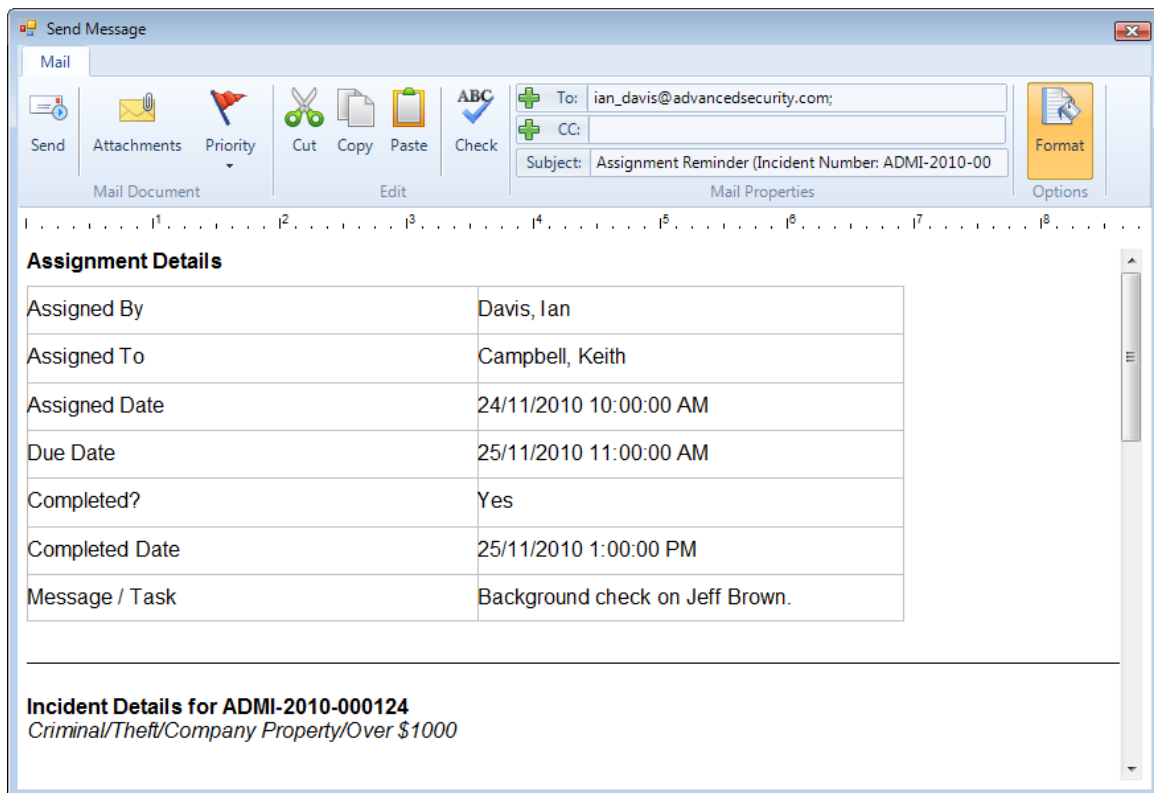 Send Message
Mail
Send
Attachments
Priority
Cut
Copy
Paste
ABC
Check
To: ian_davis@advancedsecurity.com;
CC:
Subject: Assignment Reminder (Incident Number: ADMI-2010-00
Format
Mail Document
Edit
Mail Properties
Options
1 2 3 4 5 6 7 8
Assignment Details
Assigned By Davis, Ian
Assigned To Campbell, Keith
Assigned Date 24/11/2010 10:00:00 AM
Due Date 25/11/2010 11:00:00 AM
Completed? Yes
Completed Date 25/11/2010 1:00:00 PM
Message / Task Background check on Jeff Brown.
Incident Details for ADMI-2010-000124
Criminal/Theft/Company Property/Over $1000